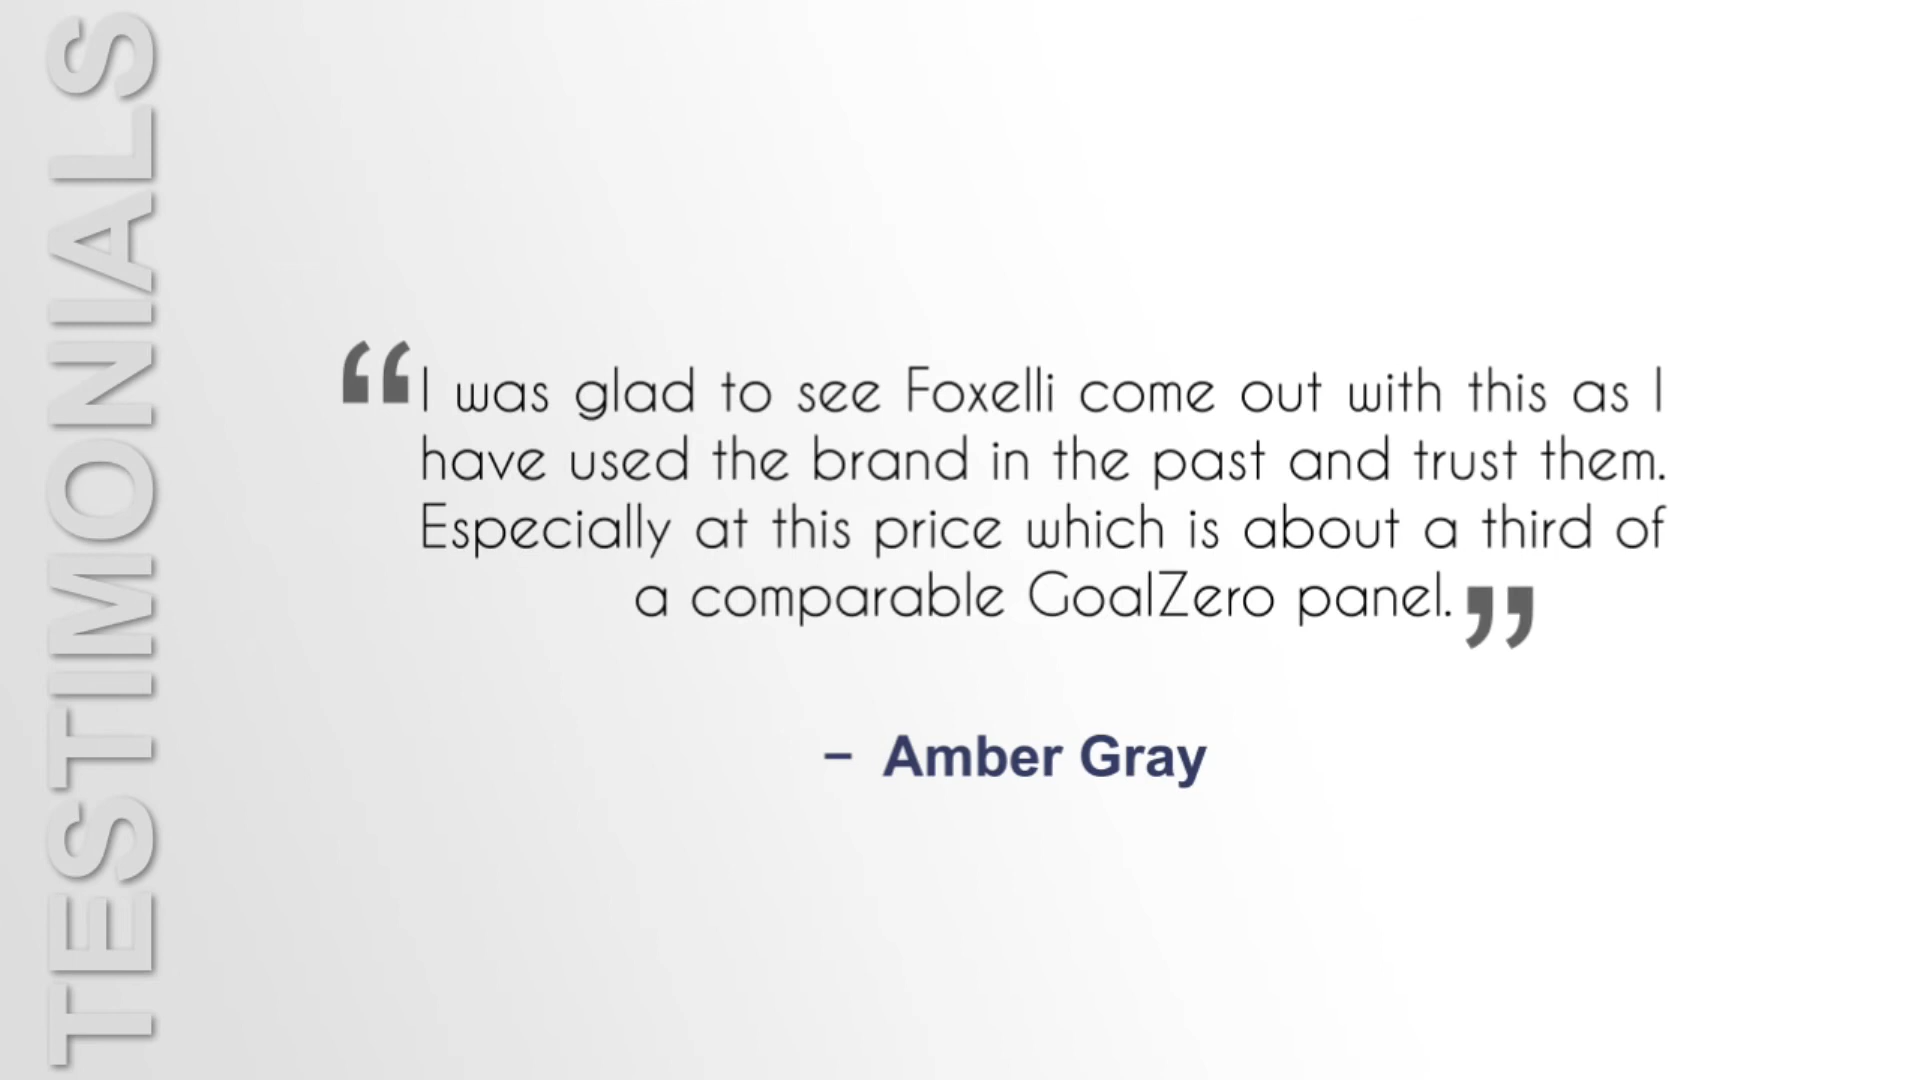 TESTIMONIALS
“I was glad to see Foxelli come out with this as I
have used the brand in the past and trust them.
Especially at this price which is about a third of
a comparable GoalZero panel.”
– Amber Gray